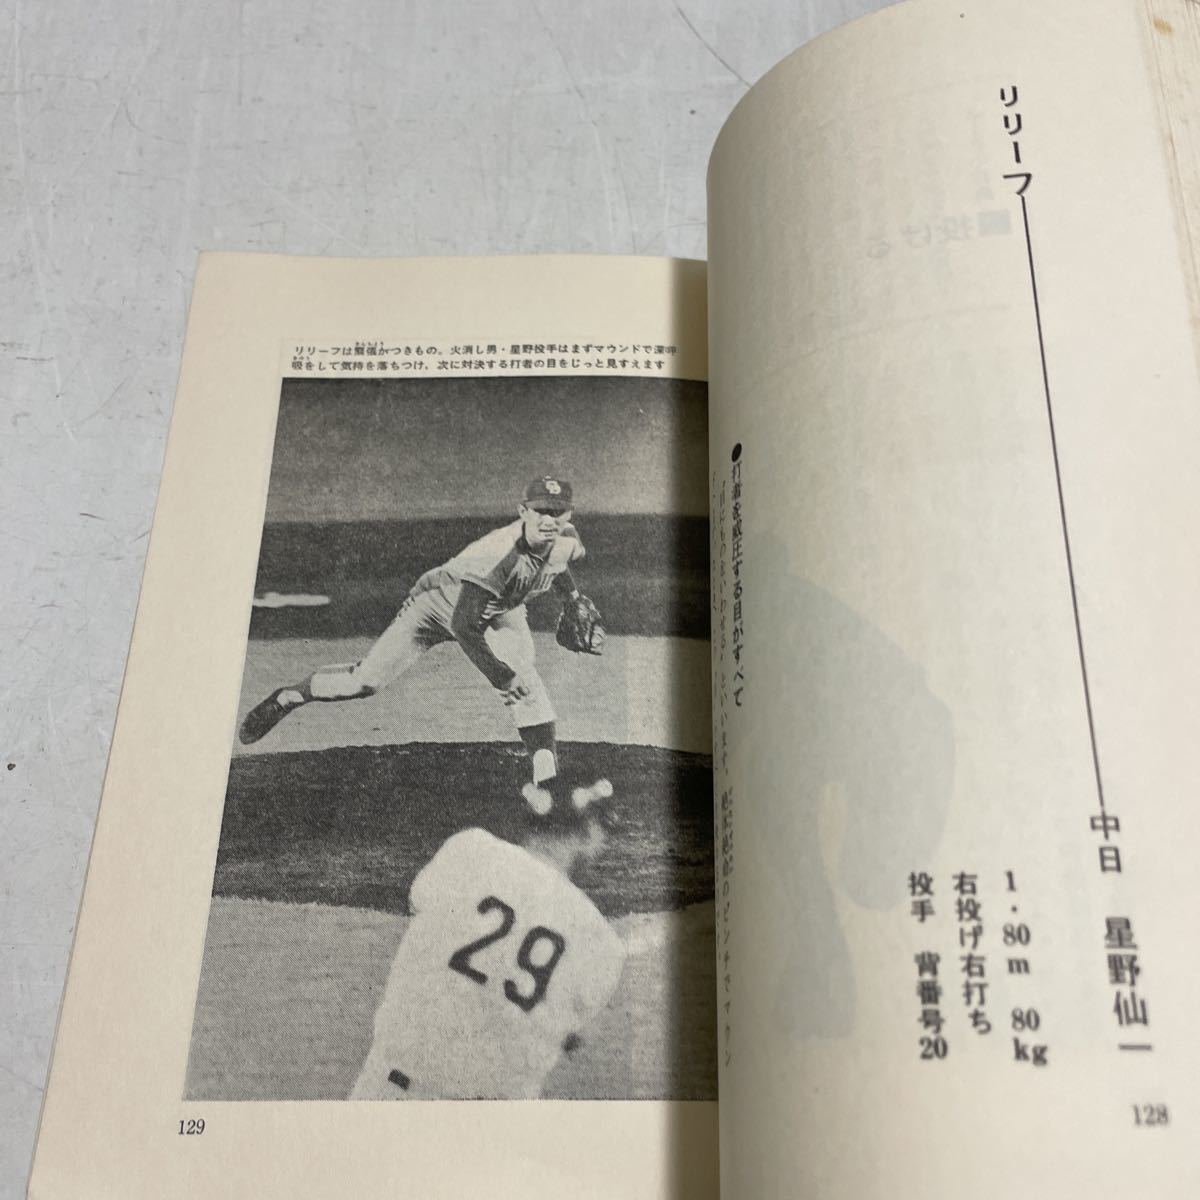 リリーフ――中日　星野仙一
1・80m　80kg
右投げ右打ち
投手　背番号20
●打者を威圧する目がすべて
128
リリーフは緊張がつきもの。火消し男・星野投手はまずマウンドで深呼
吸をして気持を落ちつけ、次に対決する打者の目をじっと見すえます
29
129